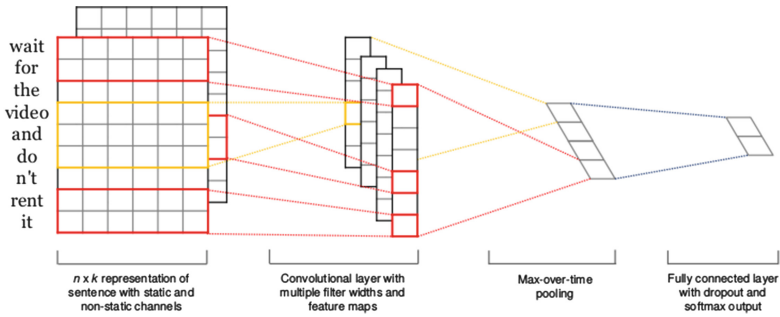 wait
for
the
video
and
do
n't
rent
it
n x k representation of
sentence with static and
non-static channels
Convolutional layer with
multiple filter widths and
feature maps
Max-over-time
pooling
Fully connected layer
with dropout and
softmax output